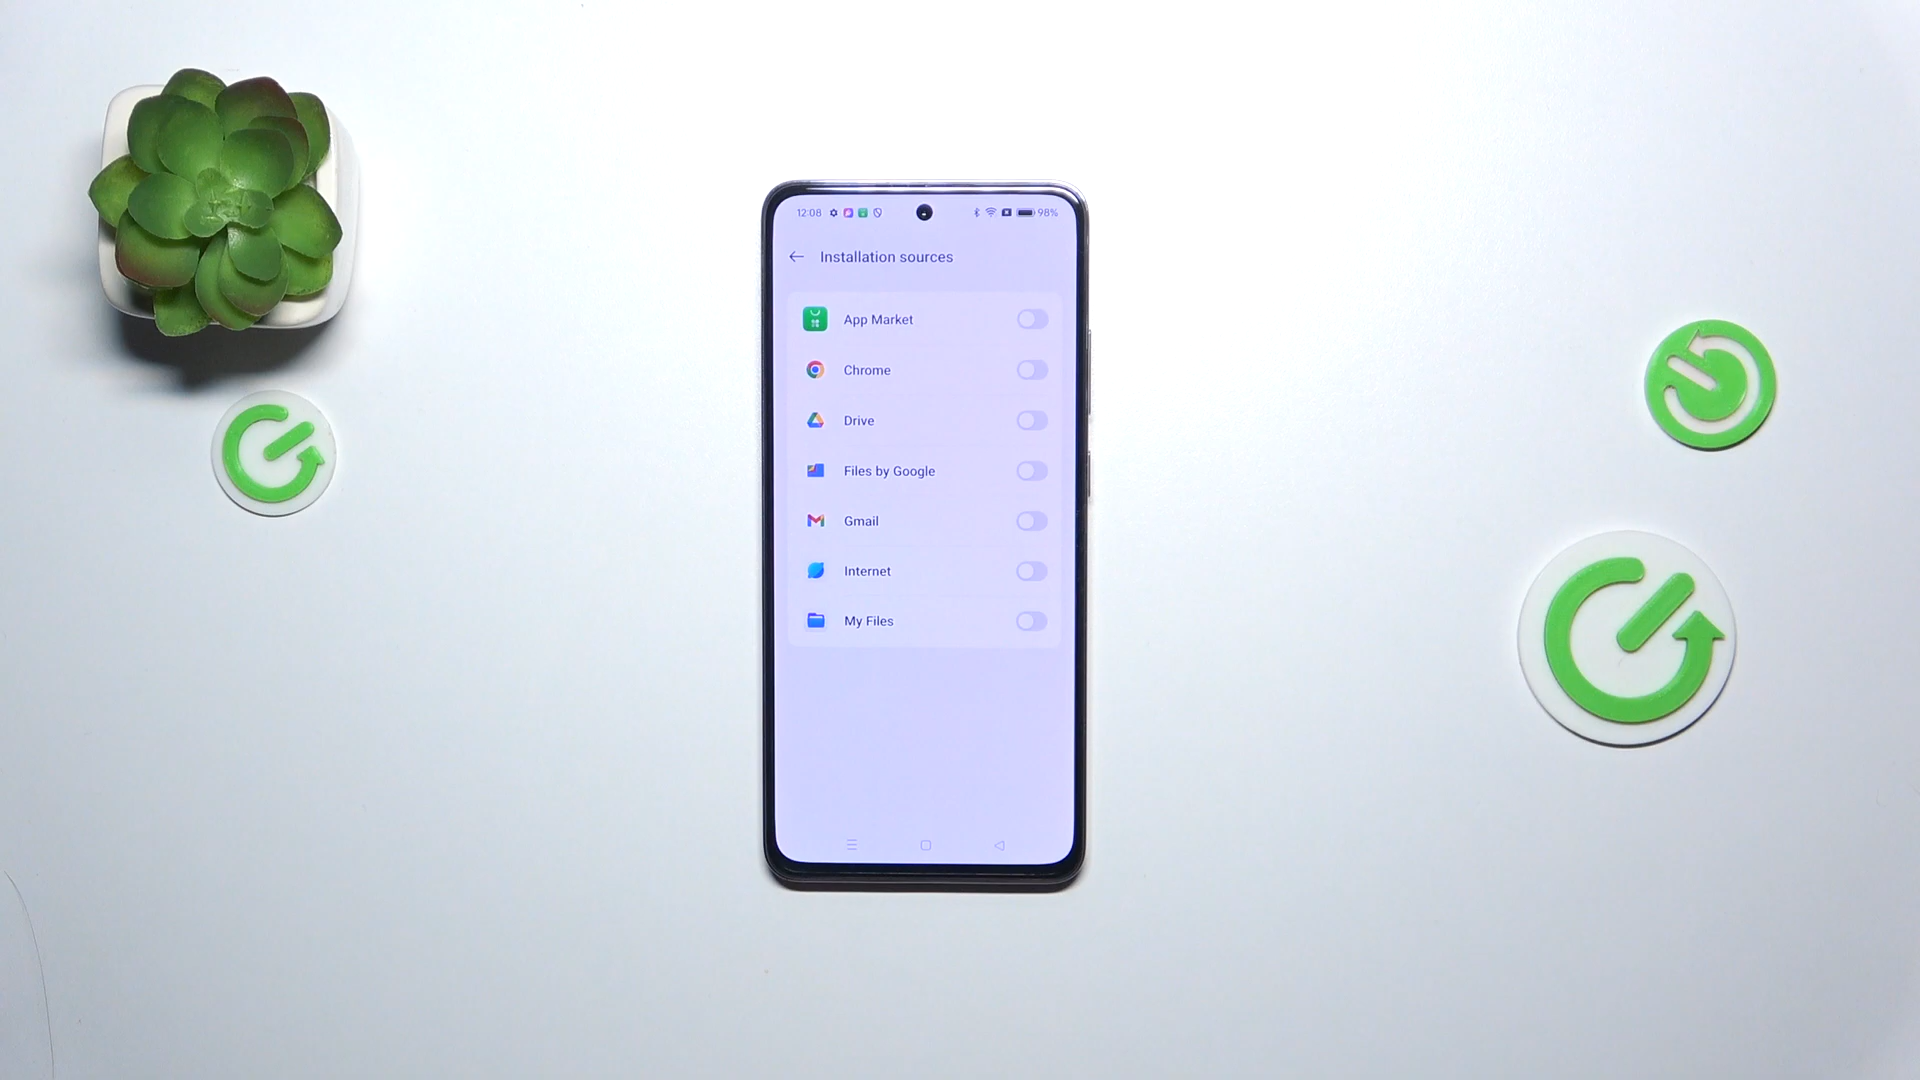 12:08 98%
Installation sources
App Market
Chrome
Drive
Files by Google
Gmail
Internet
My Files